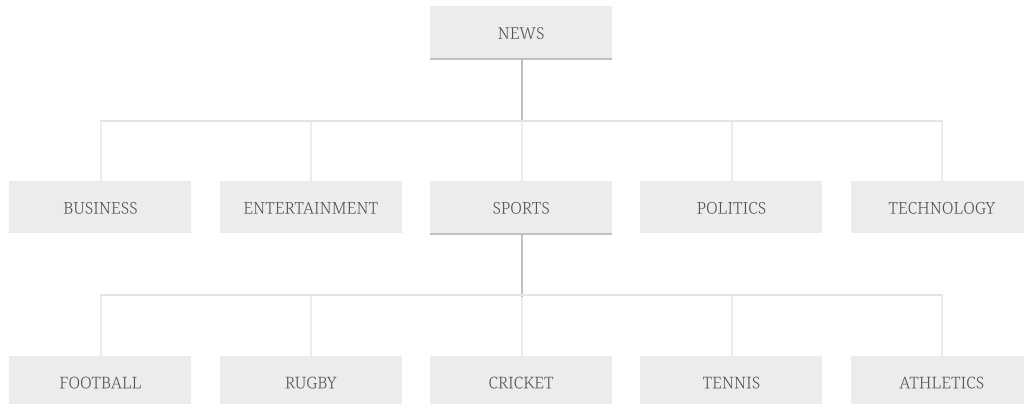 NEWS
BUSINESS
ENTERTAINMENT
SPORTS
POLITICS
TECHNOLOGY
FOOTBALL
RUGBY
CRICKET
TENNIS
ATHLETICS